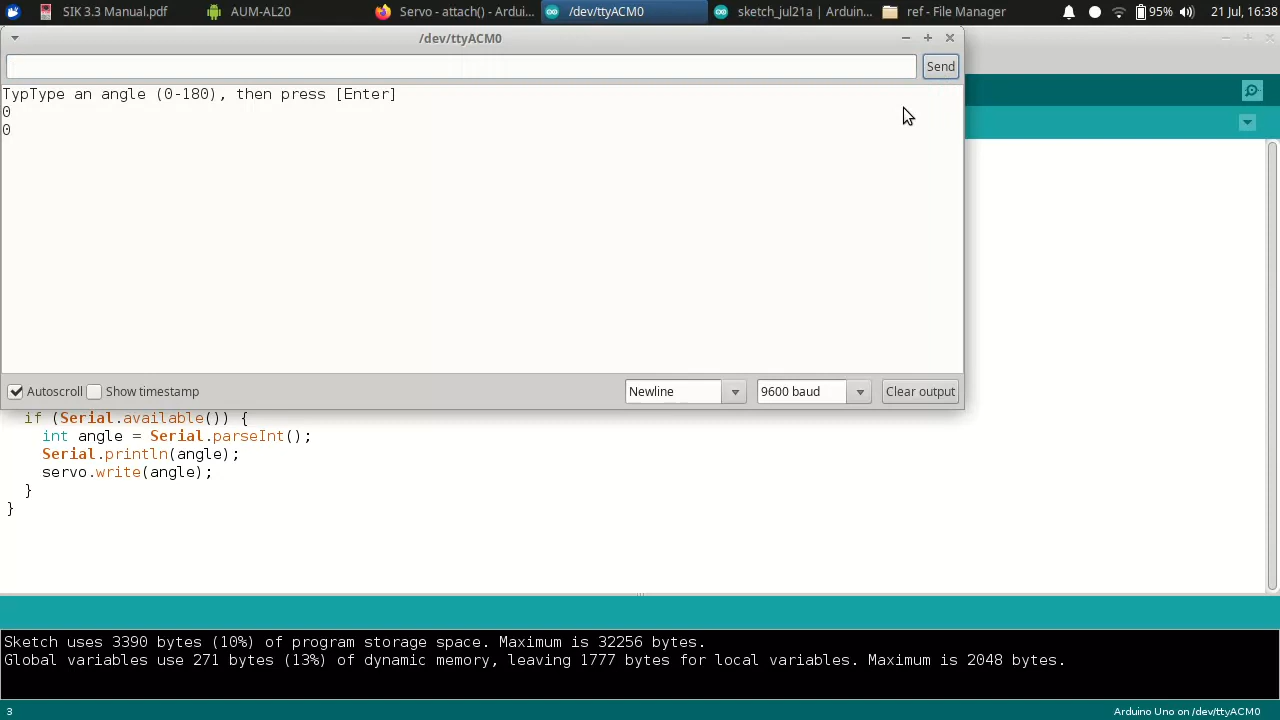 SIK 3.3 Manual.pdf
AUM-AL20
Servo - attach() - Ardui...
/dev/ttyACM0
sketch_jul21a | Arduin...
ref - File Manager
95%
21 Jul, 16:38
/dev/ttyACM0
Send
TypType an angle (0-180), then press [Enter]
0
0
Autoscroll
Show timestamp
Newline
9600 baud
Clear output
if (Serial.available()) {
int angle = Serial.parseInt();
Serial.println(angle);
servo.write(angle);
}
}
Sketch uses 3390 bytes (10%) of program storage space. Maximum is 32256 bytes.
Global variables use 271 bytes (13%) of dynamic memory, leaving 1777 bytes for local variables. Maximum is 2048 bytes.
3
Arduino Uno on /dev/ttyACM0